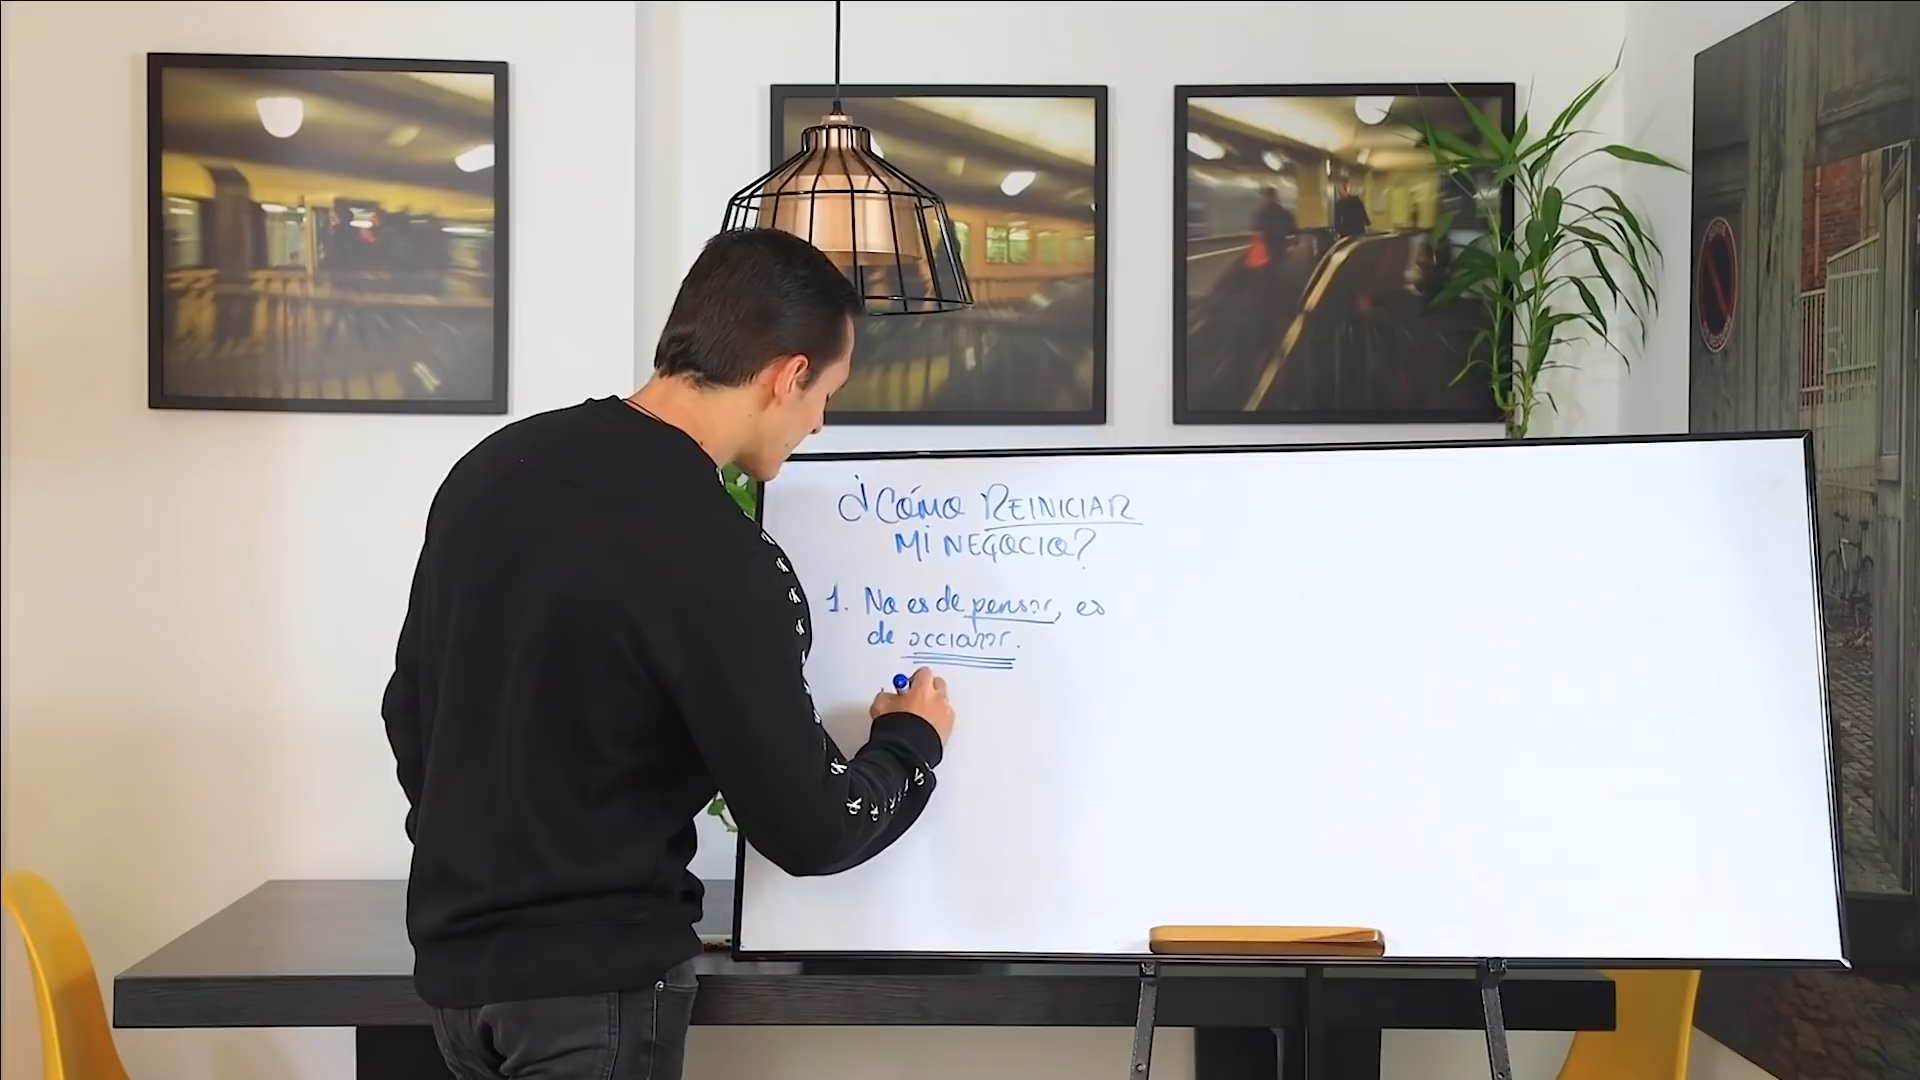 ¿CÓMO REINICIAR
MI NEGOCIO?
1. No es de pensar, es
de accionar.